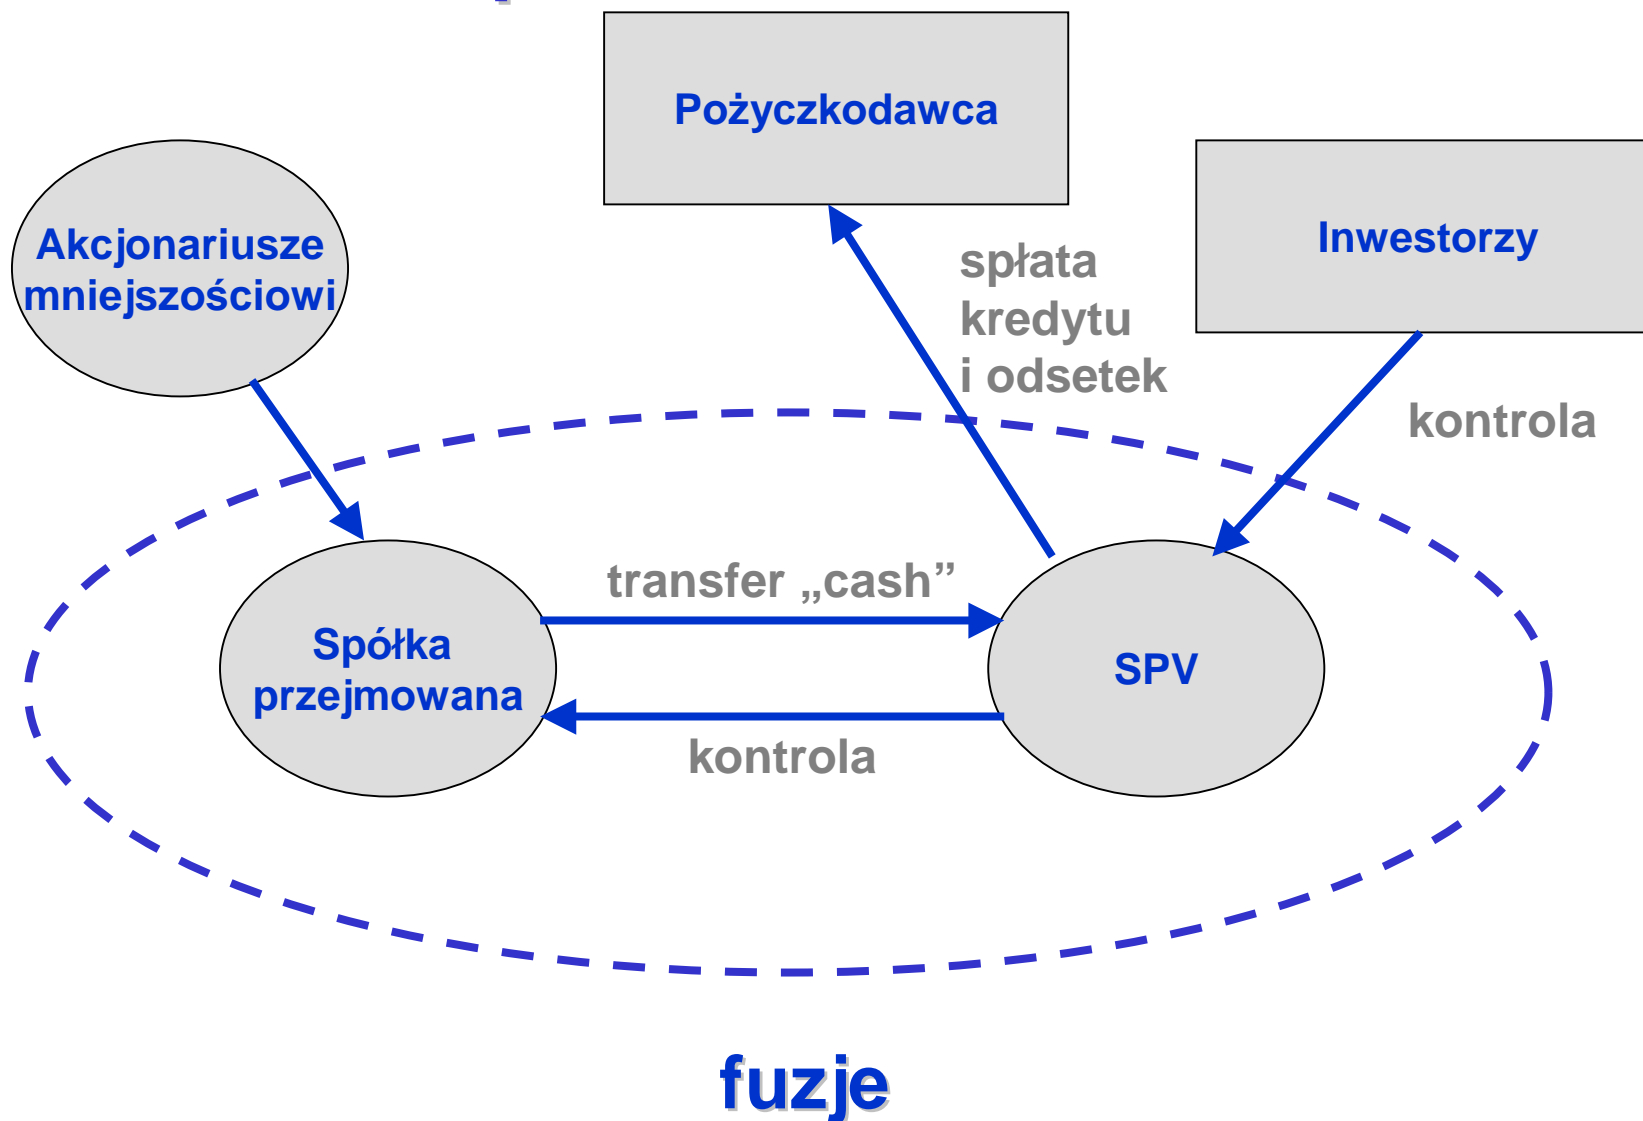 Pożyczkodawca
Akcjonariusze
mniejszościowi
Inwestorzy
spłata
kredytu
i odsetek
kontrola
transfer „cash”
Spółka
przejmowana
SPV
kontrola
fuzje